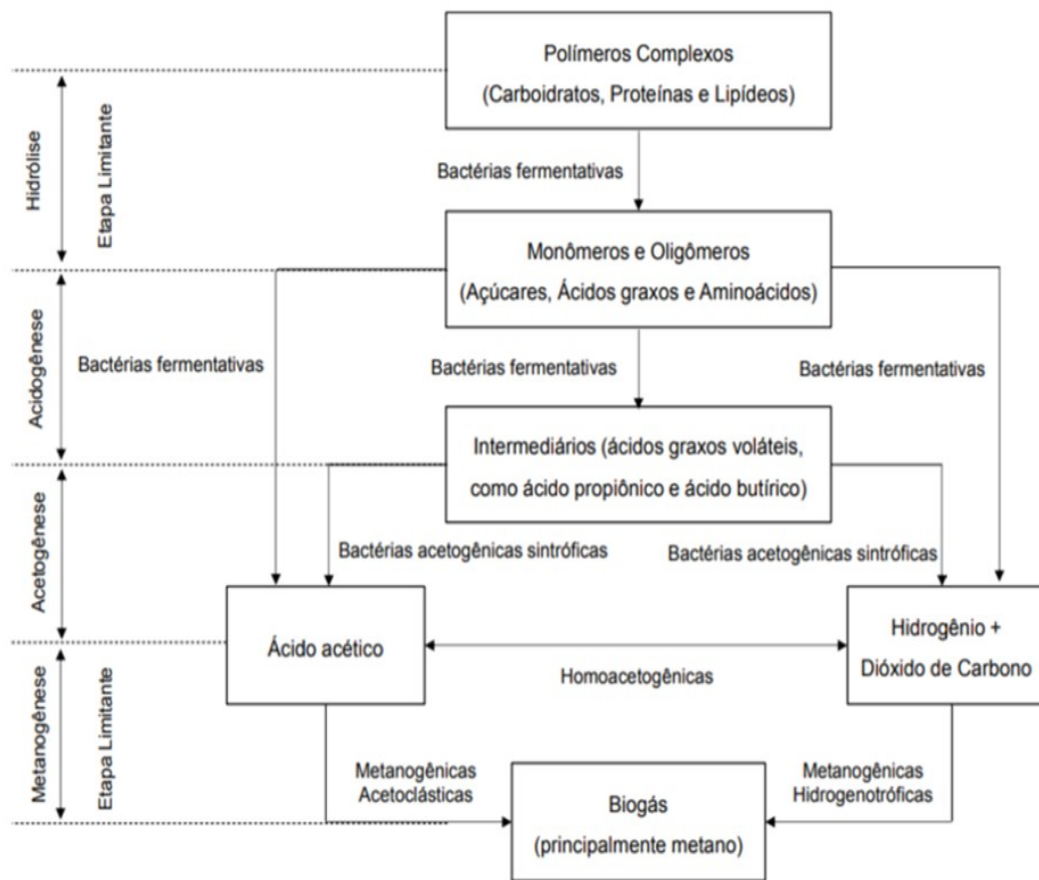 Polímeros Complexos
(Carboidratos, Proteínas e Lipídeos)
Hidrólise
Etapa Limitante
Bactérias fermentativas
Monômeros e Oligômeros
(Açúcares, Ácidos graxos e Aminoácidos)
Acidogênese
Bactérias fermentativas
Bactérias fermentativas
Bactérias fermentativas
Intermediários (ácidos graxos voláteis,
como ácido propiônico e ácido butírico)
Acetogênese
Bactérias acetogênicas sintróficas
Bactérias acetogênicas sintróficas
Ácido acético
Homoacetogênicas
Hidrogênio +
Dióxido de Carbono
Metanogênese
Etapa Limitante
Metanogênicas
Acetoclásticas
Biogás
(principalmente metano)
Metanogênicas
Hidrogenotróficas